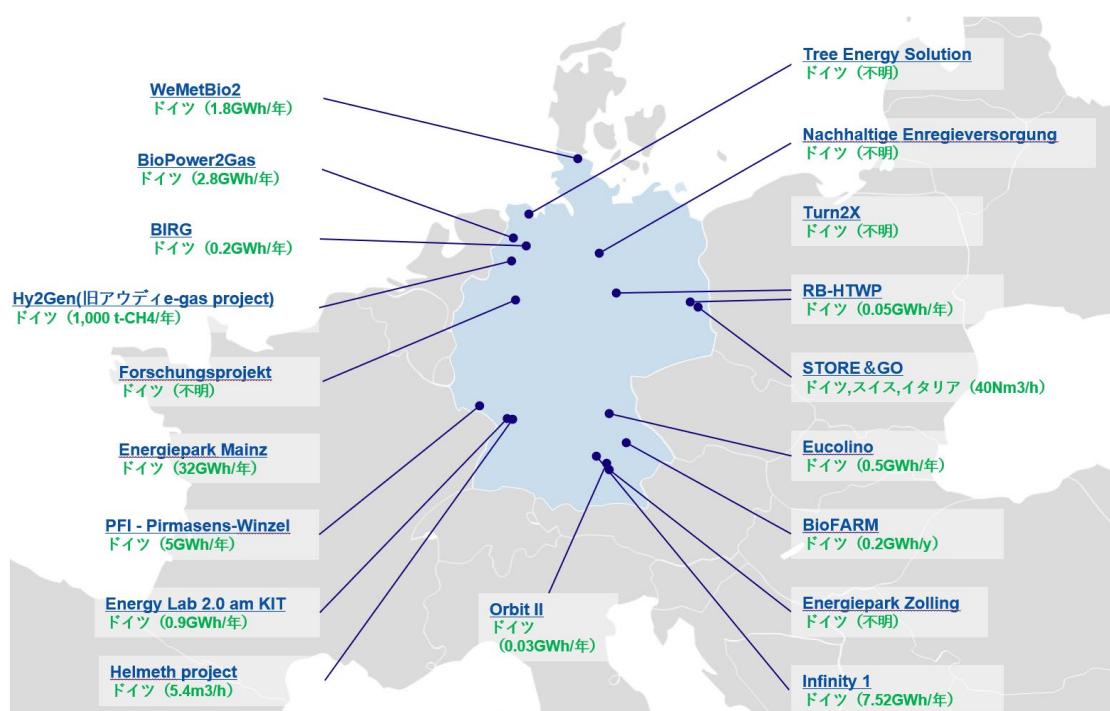 WeMetBio2
ドイツ（1.8GWh/年）
BioPower2Gas
ドイツ（2.8GWh/年）
BIRG
ドイツ（0.2GWh/年）
Hy2Gen(旧アウディe-gas project)
ドイツ（1,000 t-CH4/年）
Forschungsprojekt
ドイツ（不明）
Energiepark Mainz
ドイツ（32GWh/年）
PFI - Pirmasens-Winzel
ドイツ（5GWh/年）
Energy Lab 2.0 am KIT
ドイツ（0.9GWh/年）
Helmeth project
ドイツ（5.4m3/h）
Orbit II
ドイツ
（0.03GWh/年）
Tree Energy Solution
ドイツ（不明）
Nachhaltige Enregieversorgung
ドイツ（不明）
Turn2X
ドイツ（不明）
RB-HTWP
ドイツ（0.05GWh/年）
STORE＆GO
ドイツ,スイス,イタリア（40Nm3/h）
Eucolino
ドイツ（0.5GWh/年）
BioFARM
ドイツ（0.2GWh/y）
Energiepark Zolling
ドイツ（不明）
Infinity 1
ドイツ（7.52GWh/年）